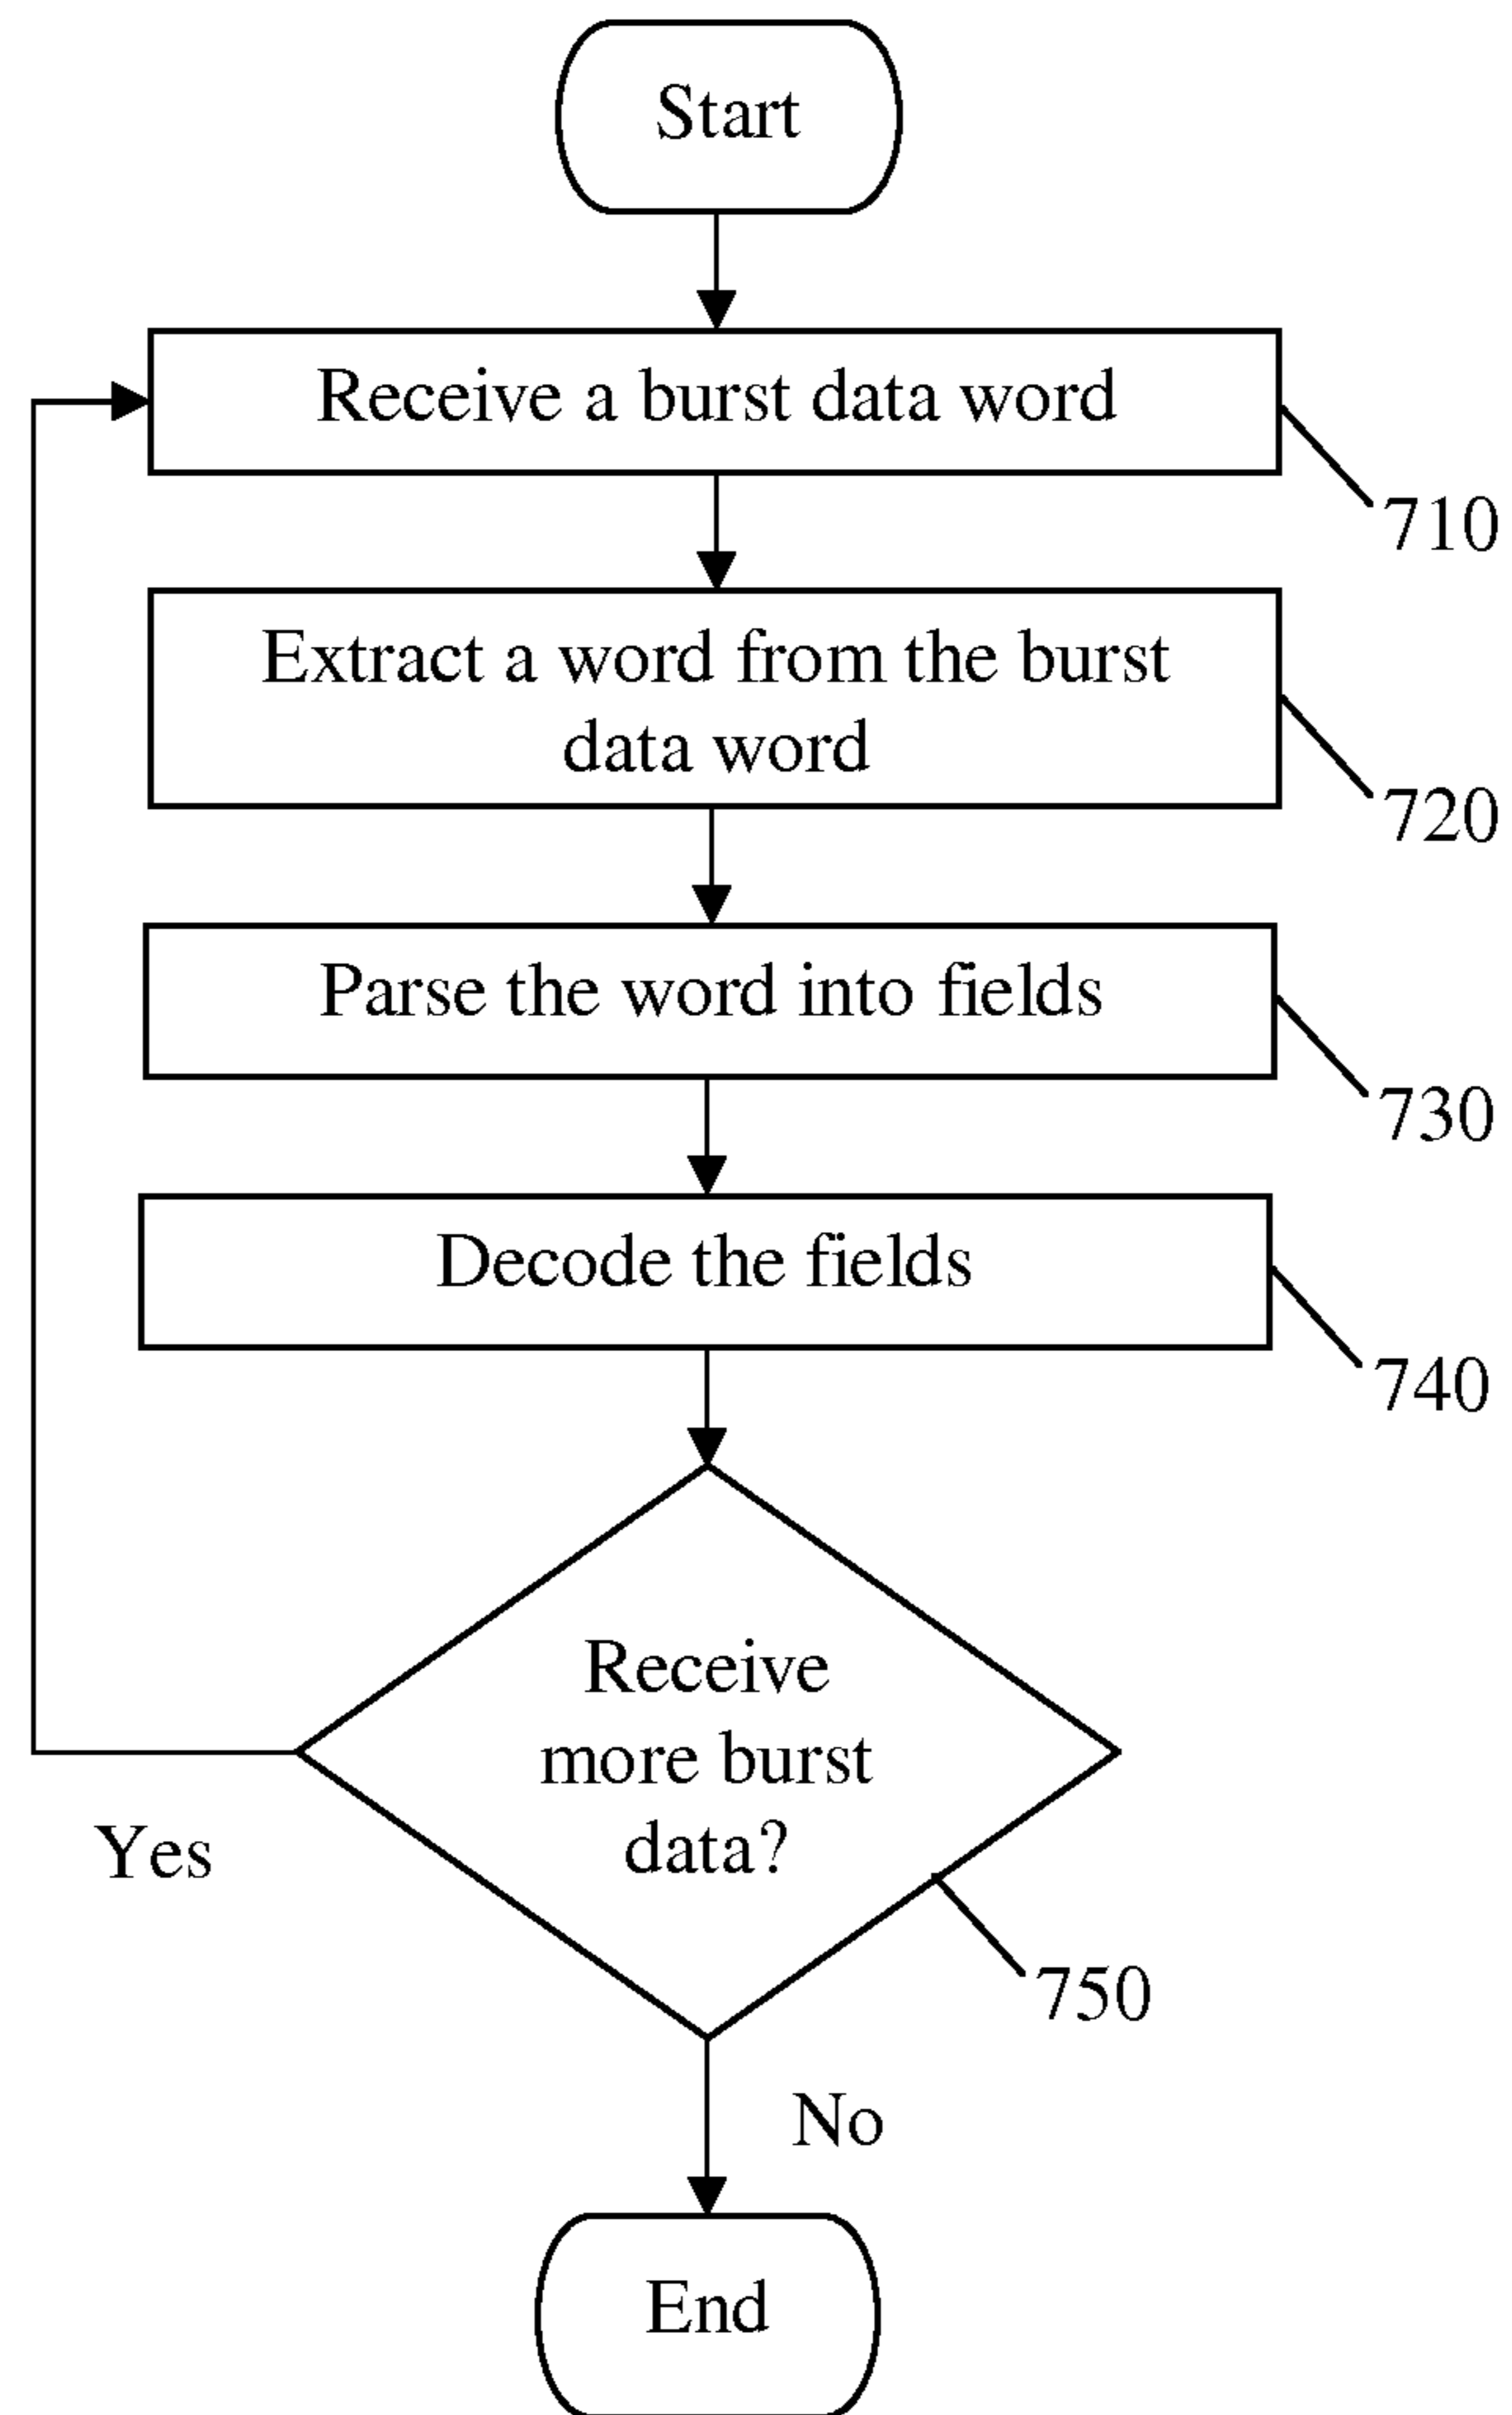 Start
Receive a burst data word
710
Extract a word from the burst
data word
720
Parse the word into fields
730
Decode the fields
740
Receive
more burst
data?
Yes
750
No
End